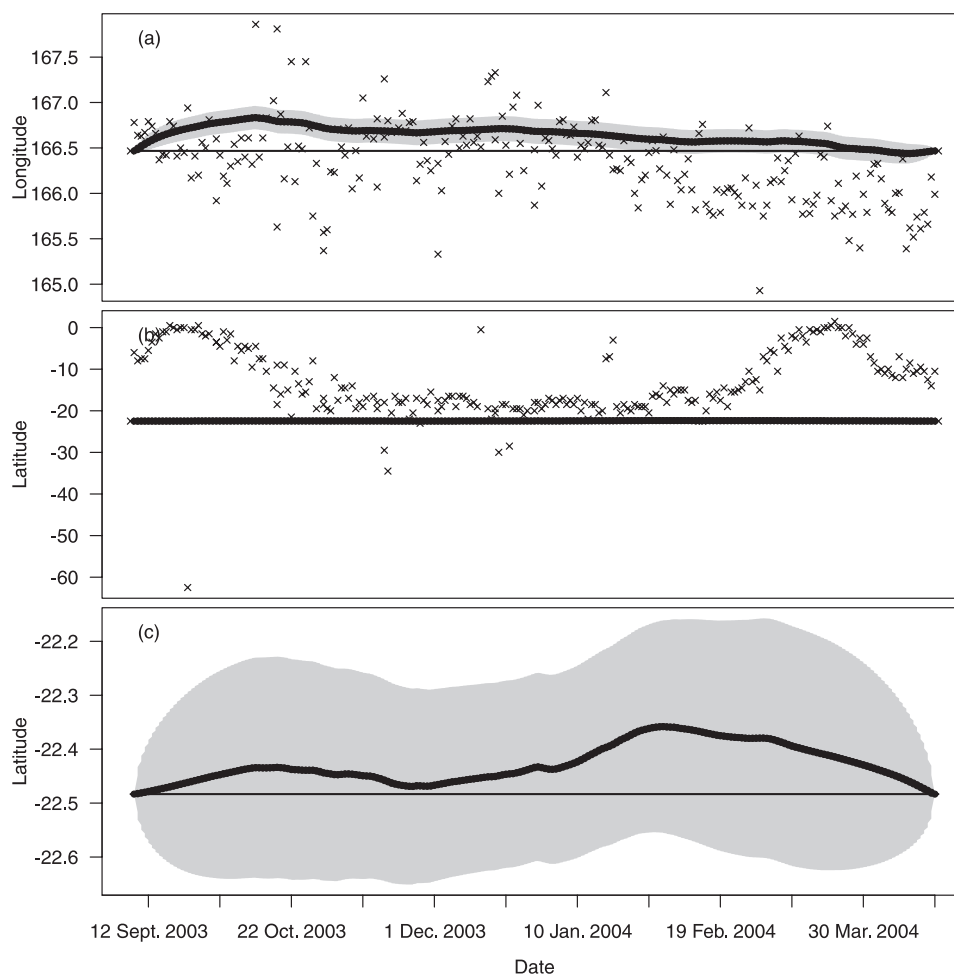 (a)
167.5
167.0
166.5
166.0
165.5
165.0
Longitude
(b)
0
-10
-20
-30
-40
-50
-60
Latitude
(c)
-22.2
-22.3
-22.4
-22.5
-22.6
Latitude
12 Sept. 2003 22 Oct. 2003 1 Dec. 2003 10 Jan. 2004 19 Feb. 2004 30 Mar. 2004
Date